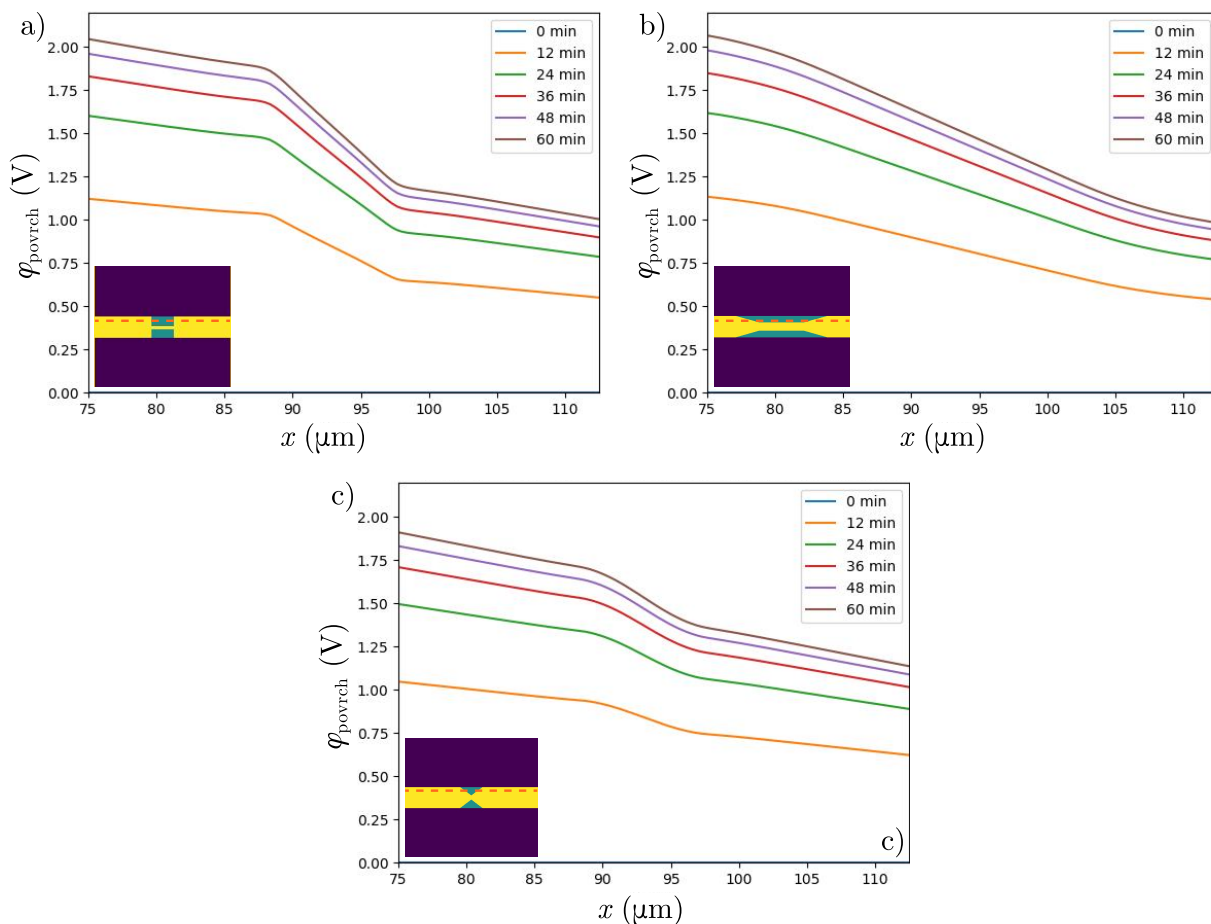 a)
2.00
1.75
1.50
1.25
1.00
0.75
0.50
0.25
0.00
φpovrch (V)
75 80 85 90 95 100 105 110
x (μm)
0 min
12 min
24 min
36 min
48 min
60 min
b)
2.00
1.75
1.50
1.25
1.00
0.75
0.50
0.25
0.00
φpovrch (V)
75 80 85 90 95 100 105 110
x (μm)
0 min
12 min
24 min
36 min
48 min
60 min
c)
2.00
1.75
1.50
1.25
1.00
0.75
0.50
0.25
0.00
φpovrch (V)
75 80 85 90 95 100 105 110
x (μm)
0 min
12 min
24 min
36 min
48 min
60 min
c)